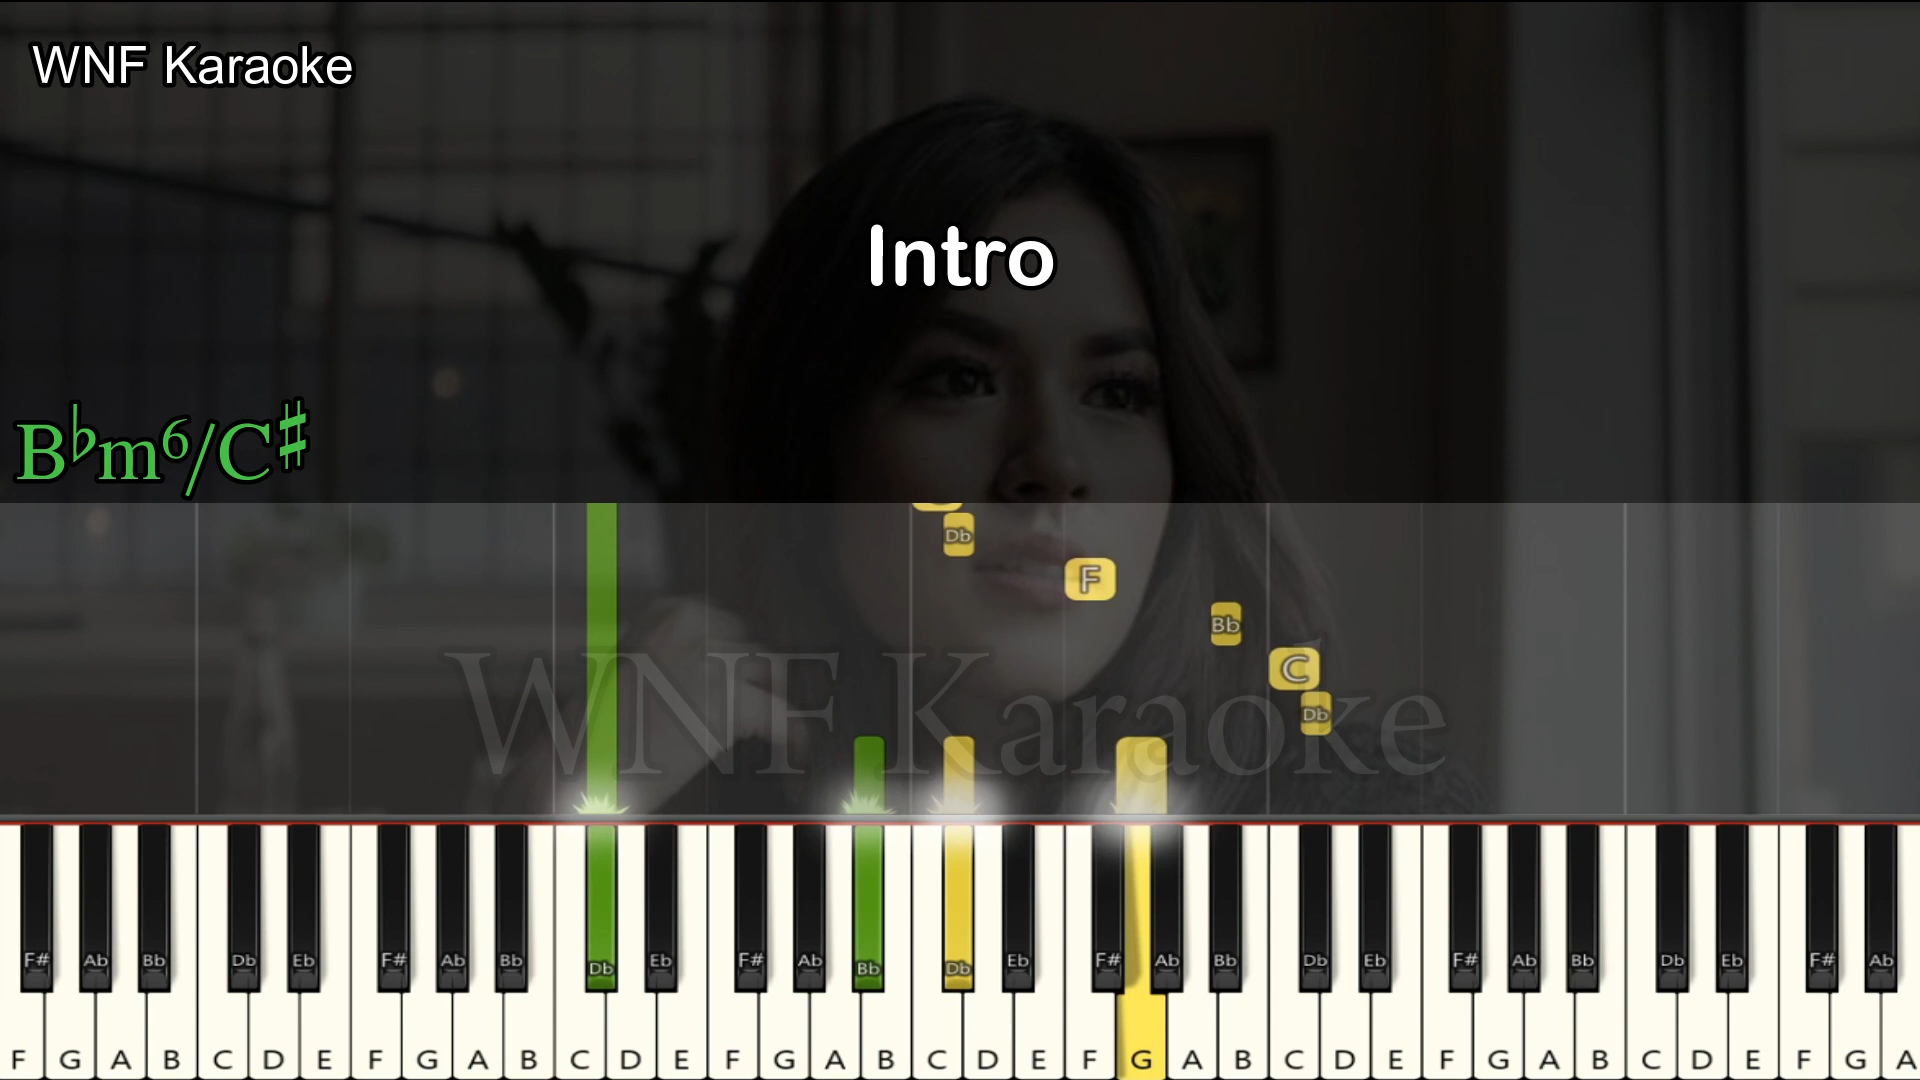 WNF Karaoke
Intro
B♭m⁶/C♯
Db
F
Bb
C
Db
WNF Karaoke
F# Ab Bb Db Eb F# Ab Bb Db Eb F# Ab Bb Db Eb F# Ab Bb Db Eb F# Ab Bb Db Eb F# Ab
F G A B C D E F G A B C D E F G A B C D E F G A B C D E F G A B C D E F G A